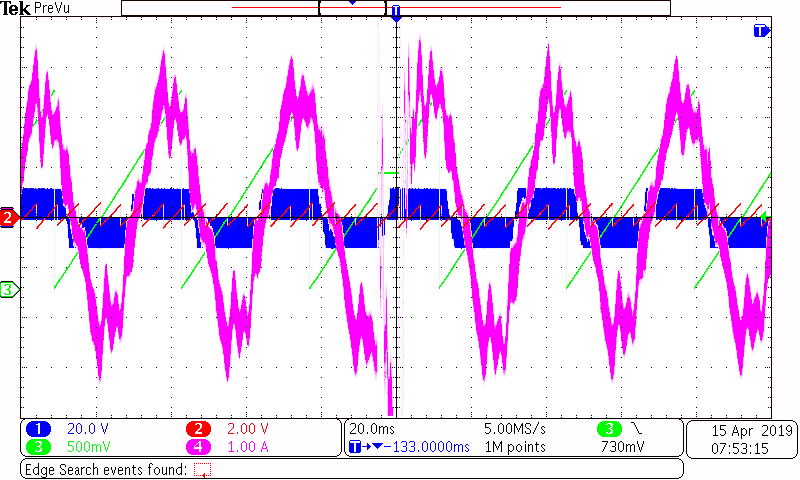 Tek PreVu
T
T
2
3
1 20.0 V 2 2.00 V 20.0ms 5.00MS/s 3 15 Apr 2019
3 500mV 4 1.00 A T→▼−133.0000ms 1M points 730mV 07:53:15
Edge Search events found: